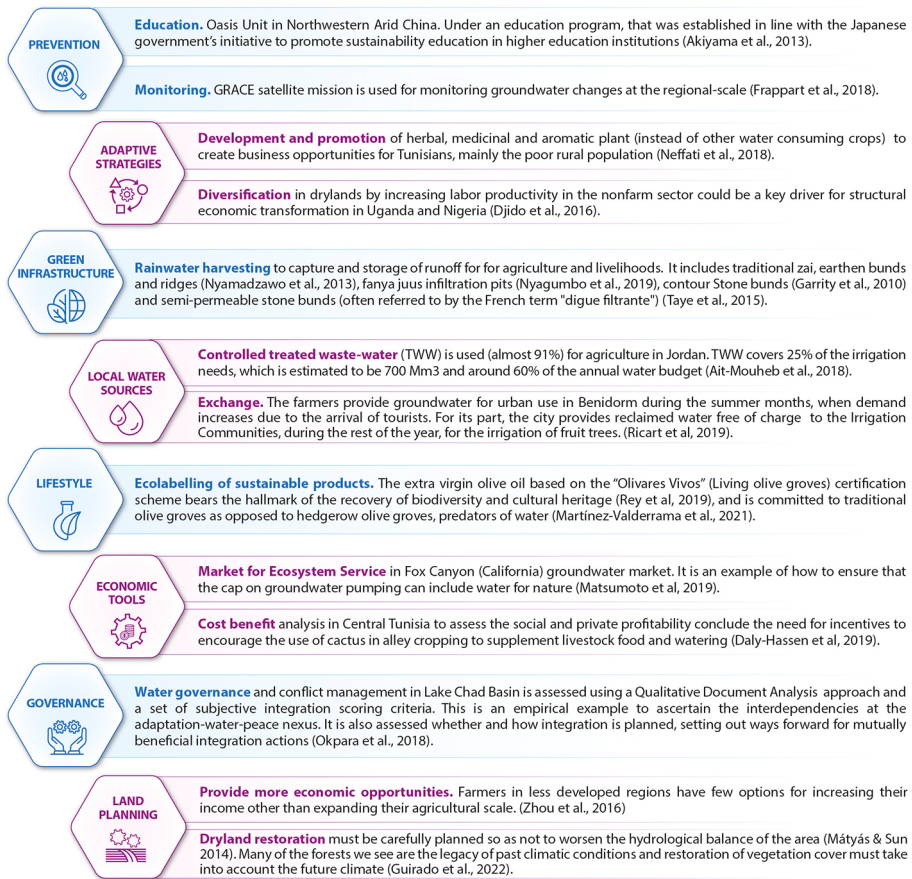 PREVENTION
Education. Oasis Unit in Northwestern Arid China. Under an education program, that was established in line with the Japanese
government's initiative to promote sustainability education in higher education institutions (Akiyama et al., 2013).
Monitoring. GRACE satellite mission is used for monitoring groundwater changes at the regional-scale (Frappart et al., 2018).
ADAPTIVE
STRATEGIES
Development and promotion of herbal, medicinal and aromatic plant (instead of other water consuming crops) to
create business opportunities for Tunisians, mainly the poor rural population (Neffati et al., 2018).
Diversification in drylands by increasing labor productivity in the nonfarm sector could be a key driver for structural
economic transformation in Uganda and Nigeria (Djido et al., 2016).
GREEN
INFRASTRUCTURE
Rainwater harvesting to capture and storage of runoff for for agriculture and livelihoods. It includes traditional zai, earthen bunds
and ridges (Nyamadzawo et al., 2013), fanya juus infiltration pits (Nyagumbo et al., 2019), contour Stone bunds (Garrity et al., 2010)
and semi-permeable stone bunds (often referred to by the French term "digue filtrante") (Taye et al., 2015).
LOCAL WATER
SOURCES
Controlled treated waste-water (TWW) is used (almost 91%) for agriculture in Jordan. TWW covers 25% of the irrigation
needs, which is estimated to be 700 Mm3 and around 60% of the annual water budget (Ait-Mouheb et al., 2018).
Exchange. The farmers provide groundwater for urban use in Benidorm during the summer months, when demand
increases due to the arrival of tourists. For its part, the city provides reclaimed water free of charge to the Irrigation
Communities, during the rest of the year, for the irrigation of fruit trees. (Ricart et al, 2019).
LIFESTYLE
Ecolabelling of sustainable products. The extra virgin olive oil based on the “Olivares Vivos” (Living olive groves) certification
scheme bears the hallmark of the recovery of biodiversity and cultural heritage (Rey et al, 2019), and is committed to traditional
olive groves as opposed to hedgerow olive groves, predators of water (Martínez-Valderrama et al., 2021).
ECONOMIC
TOOLS
Market for Ecosystem Service in Fox Canyon (California) groundwater market. It is an example of how to ensure that
the cap on groundwater pumping can include water for nature (Matsumoto et al, 2019).
Cost benefit analysis in Central Tunisia to assess the social and private profitability conclude the need for incentives to
encourage the use of cactus in alley cropping to supplement livestock food and watering (Daly-Hassen et al, 2019).
GOVERNANCE
Water governance and conflict management in Lake Chad Basin is assessed using a Qualitative Document Analysis approach and
a set of subjective integration scoring criteria. This is an empirical example to ascertain the interdependencies at the
adaptation-water-peace nexus. It is also assessed whether and how integration is planned, setting out ways forward for mutually
beneficial integration actions (Okpara et al., 2018).
LAND
PLANNING
Provide more economic opportunities. Farmers in less developed regions have few options for increasing their
income other than expanding their agricultural scale. (Zhou et al., 2016)
Dryland restoration must be carefully planned so as not to worsen the hydrological balance of the area (Mátyás & Sun
2014). Many of the forests we see are the legacy of past climatic conditions and restoration of vegetation cover must take
into account the future climate (Guirado et al., 2022).